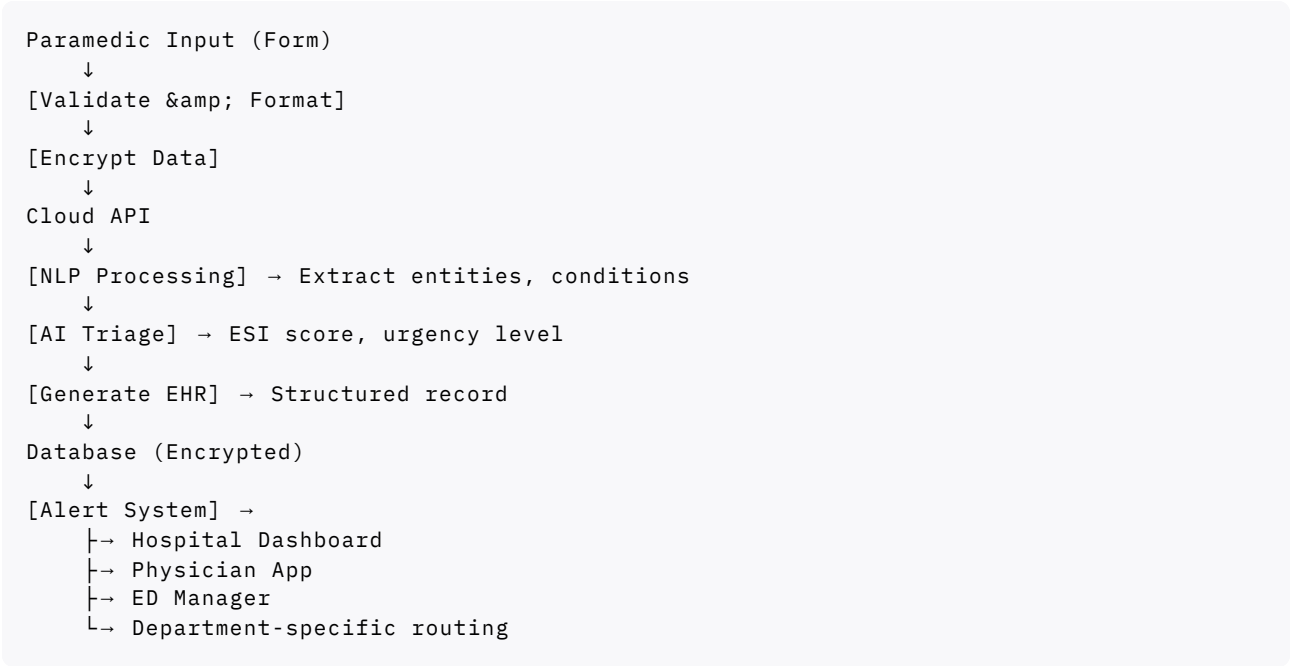 Paramedic Input (Form)
↓
[Validate &amp; Format]
↓
[Encrypt Data]
↓
Cloud API
↓
[NLP Processing] → Extract entities, conditions
↓
[AI Triage] → ESI score, urgency level
↓
[Generate EHR] → Structured record
↓
Database (Encrypted)
↓
[Alert System] →
├→ Hospital Dashboard
├→ Physician App
├→ ED Manager
└→ Department-specific routing